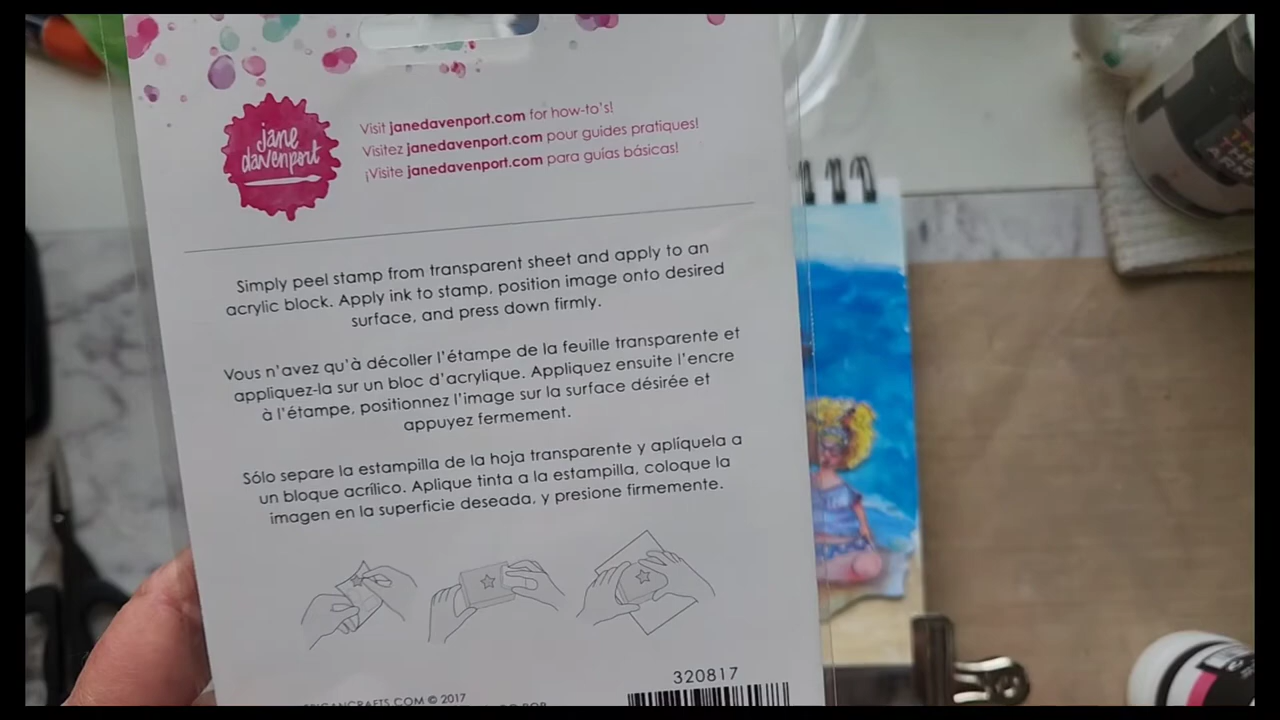 jane
davenport
Visit janedavenport.com for how-to's!
Visitez janedavenport.com pour guides pratiques!
¡Visite janedavenport.com para guías básicas!
Simply peel stamp from transparent sheet and apply to an
acrylic block. Apply ink to stamp, position image onto desired
surface, and press down firmly.
Vous n'avez qu'à décoller l'étampe de la feuille transparente et
appliquez-la sur un bloc d'acrylique. Appliquez ensuite l'encre
à l'étampe, positionnez l'image sur la surface désirée et
appuyez fermement.
Sólo separe la estampilla de la hoja transparente y aplíquela a
un bloque acrílico. Aplique tinta a la estampilla, coloque la
imagen en la superficie deseada, y presione firmemente.
320817
© 2017